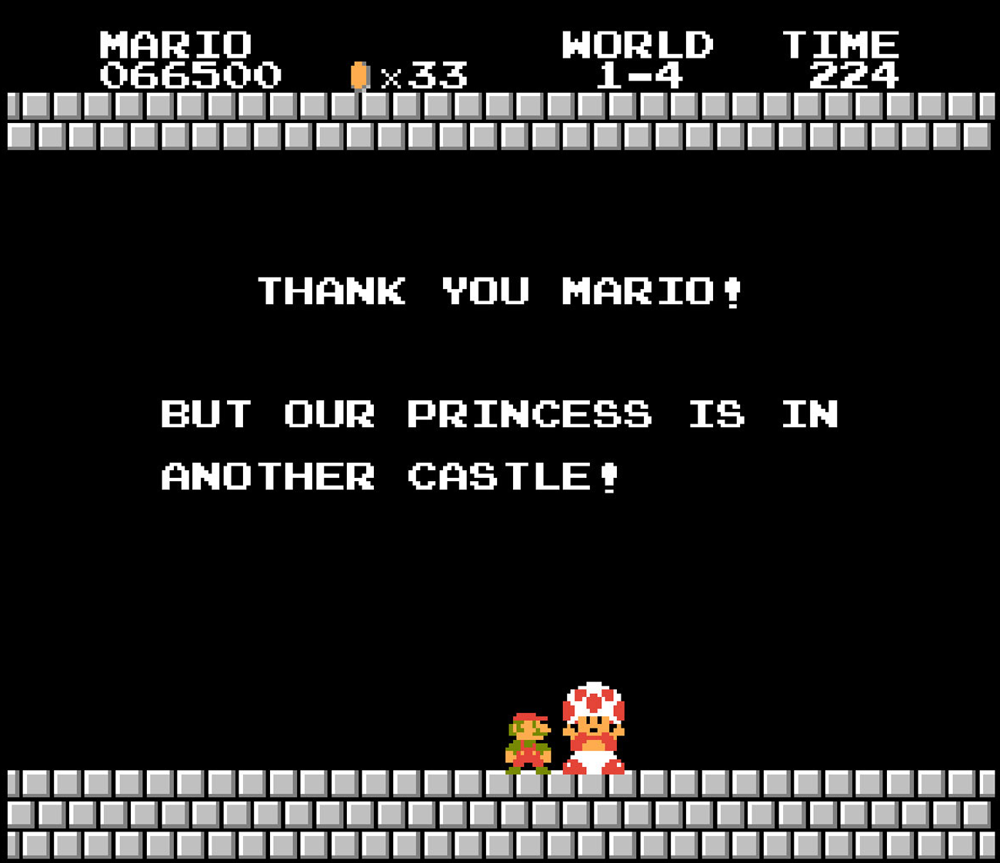 MARIO WORLD TIME
066500 x33 1-4 224
THANK YOU MARIO!
BUT OUR PRINCESS IS IN
ANOTHER CASTLE!